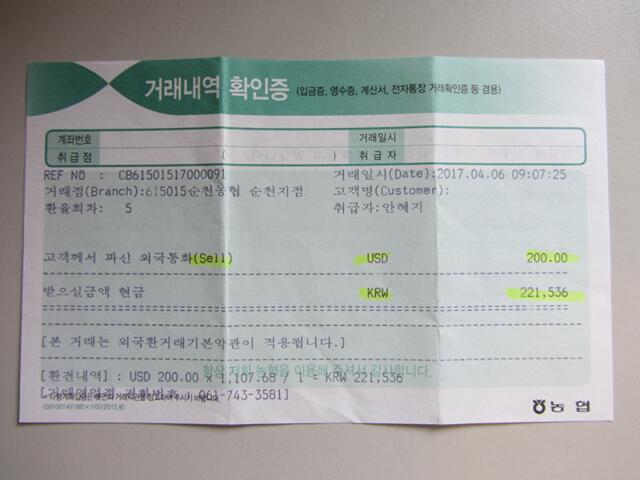 거래내역 확인증 (입금증, 영수증, 계산서, 전자통장 거래확인증 등 겸용)
계좌번호 거래일시
취급점 ( ) 취급자
REF NO : CB61501517000091 거래일시(Date):2017.04.06 09:07:25
거래점(Branch):615015순천농협 순천지점 고객명(Customer):
환율회차: 5 취급자:안혜지
고객께서 파신 외국통화(Sell) USD 200.00
받으실금액 현금 KRW 221,536
[본 거래는 외국환거래기본약관이 적용됩니다.]
항상 저희 농협을 이용해 주셔서 감사합니다.
[환전내역] : USD 200.00 x 1,107.68 / 1 = KRW 221,536
[거래영업점 전화번호 : 061-743-3581]
농협